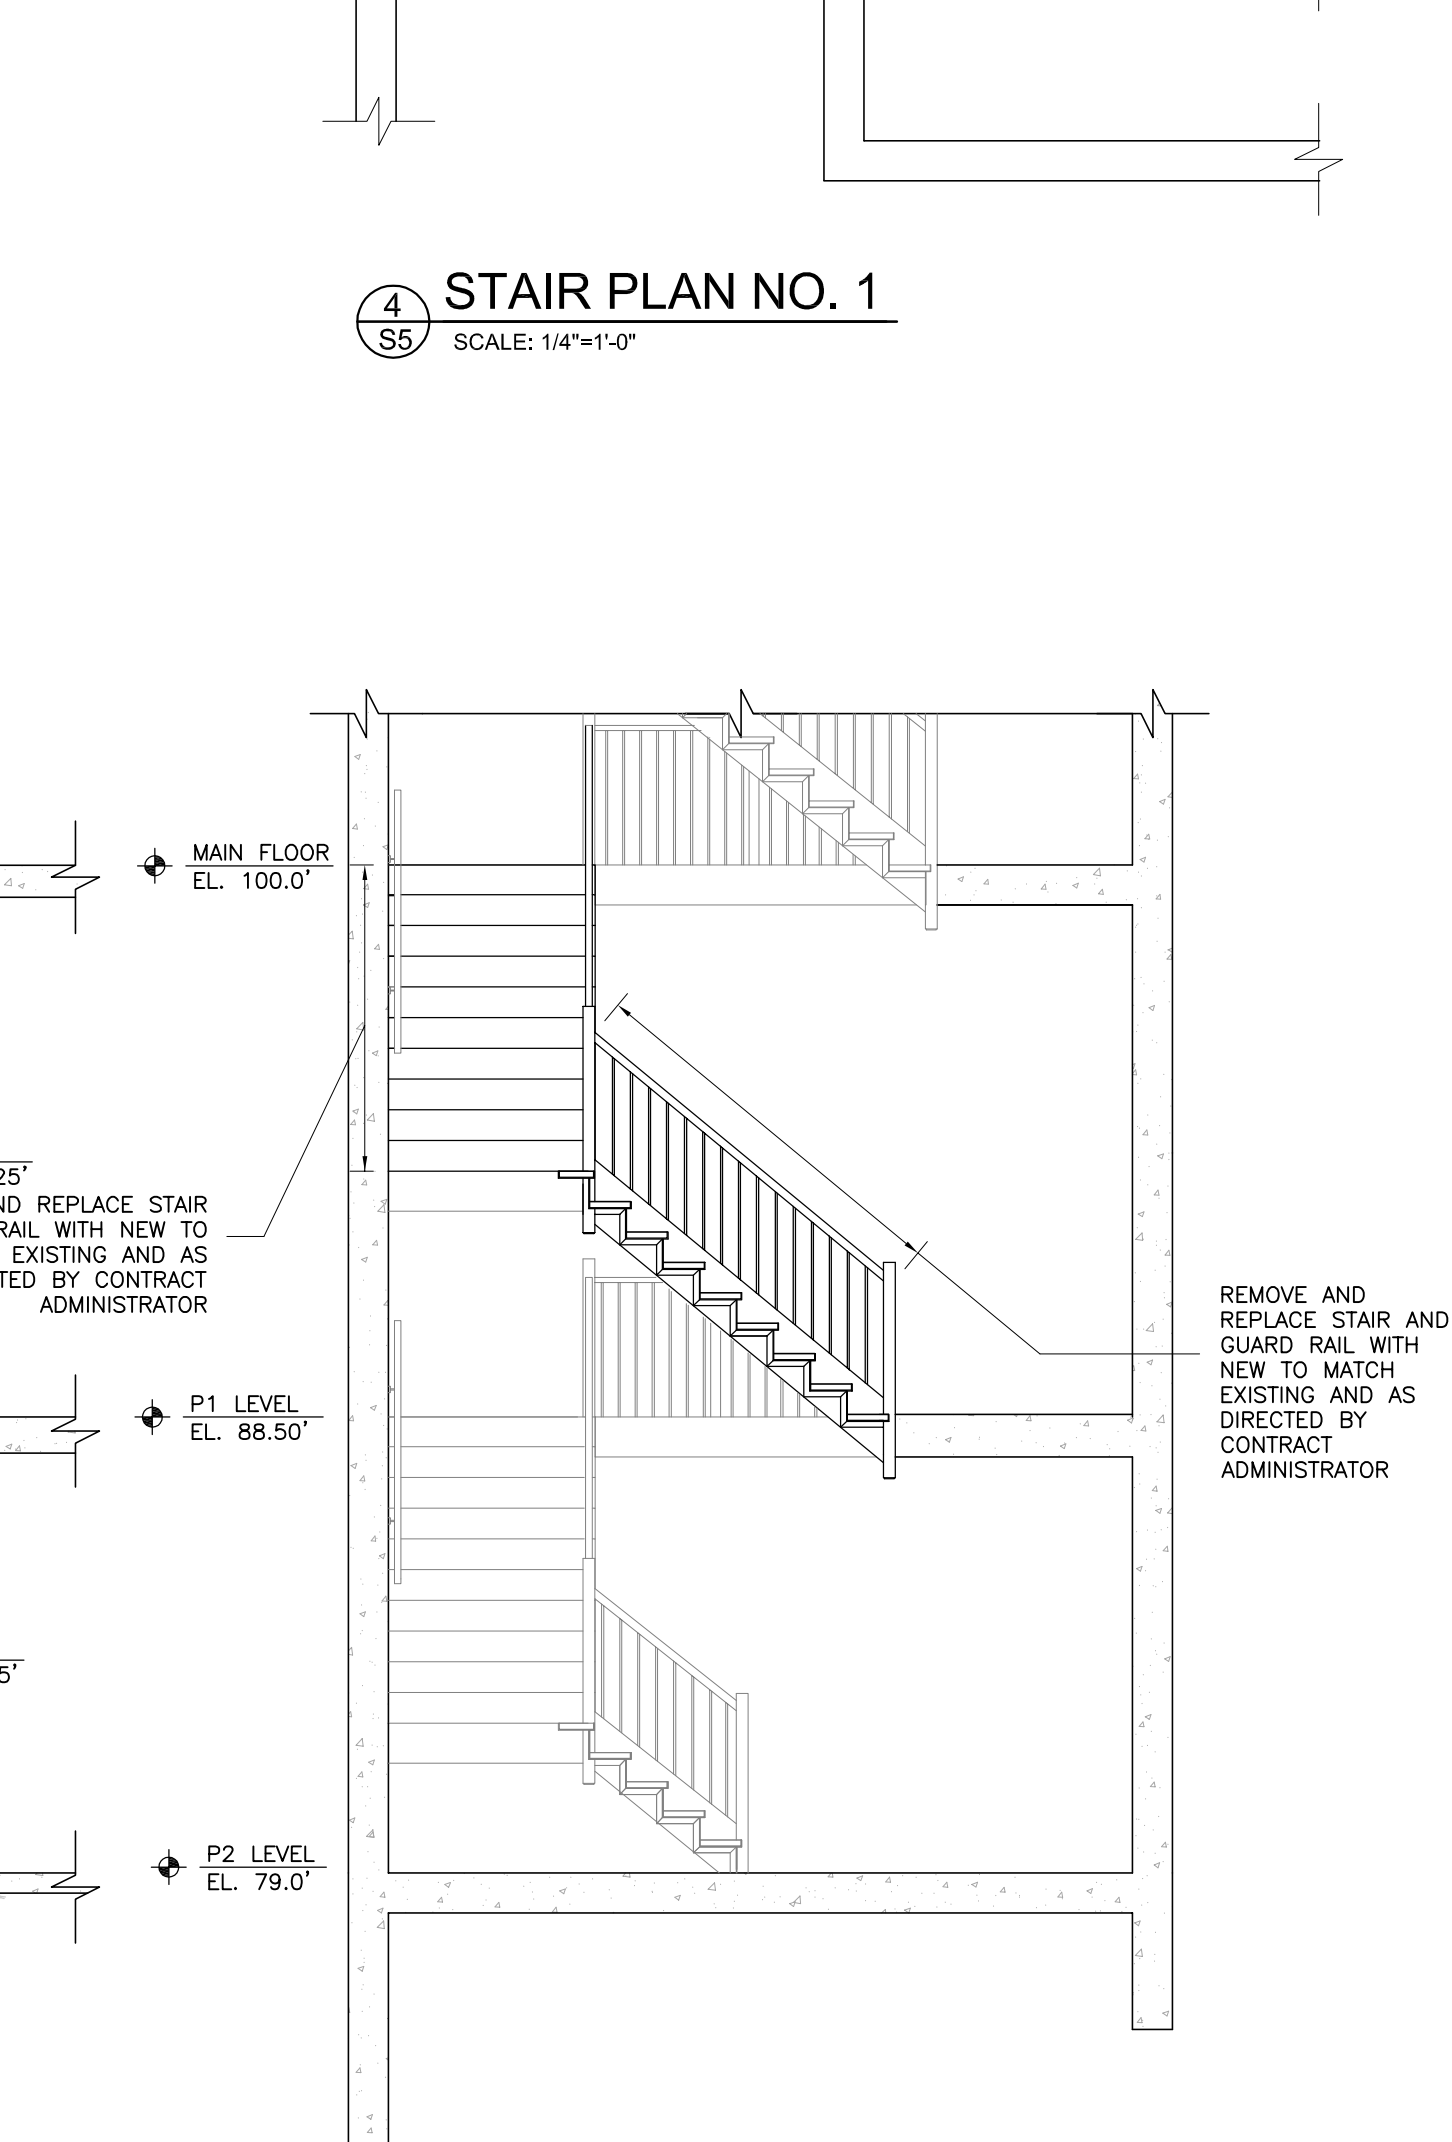 4
S5
STAIR PLAN NO. 1
SCALE: 1/4"=1'-0"
MAIN FLOOR
EL. 100.0'
25'
REPLACE STAIR
RAIL WITH NEW TO
EXISTING AND AS
BY CONTRACT
ADMINISTRATOR
REMOVE AND
REPLACE STAIR AND
GUARD RAIL WITH
NEW TO MATCH
EXISTING AND AS
DIRECTED BY
CONTRACT
ADMINISTRATOR
P1 LEVEL
EL. 88.50'
5'
P2 LEVEL
EL. 79.0'